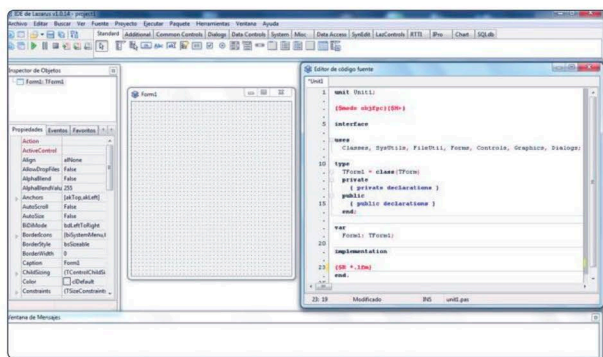 IDE de Lazarus v1.0.14 - project1
Archivo Editar Buscar Ver Fuente Proyecto Ejecutar Paquete Herramientas Ventana Ayuda
Standard Additional Common Controls Dialogs Data Controls System Misc Data Access SynEdit LazControls RTTI IPro Chart SQLdb
Inspector de Objetos
Form1: TForm1
Propiedades Eventos Favoritos
Action
ActiveControl
Align alNone
AllowDropFiles False
AlphaBlend False
AlphaBlendValu 255
Anchors [akTop,akLeft]
AutoScroll False
AutoSize False
BiDiMode bdLeftToRight
BorderIcons [biSystemMenu,
BorderStyle bsSizeable
BorderWidth 0
Caption Form1
ChildSizing (TControlChildSi
Color clDefault
Constraints (TSizeConstraint
Form1
Editor de código fuente
*Unit1
1 unit Unit1;
{$mode objfpc}{$H+}
5 interface
uses
Classes, SysUtils, FileUtil, Forms, Controls, Graphics, Dialogs;
10 type
TForm1 = class(TForm)
private
{ private declarations }
public
15 { public declarations }
end;
var
Form1: TForm1;
20
implementation
{$R *.lfm}
23
end.
23: 19 Modificado INS unit1.pas
Ventana de Mensajes